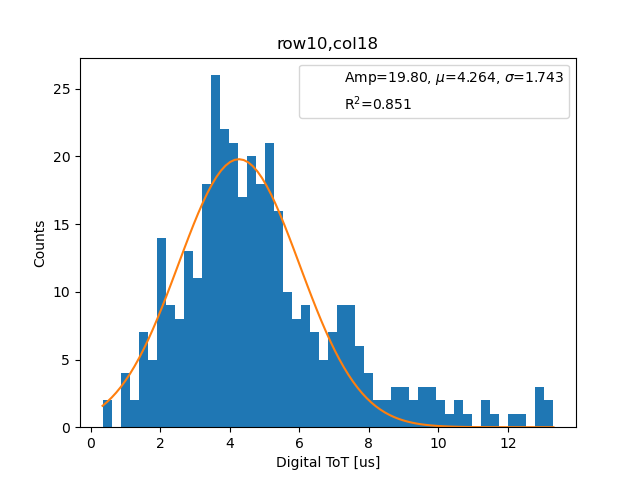 row10,col18
Amp=19.80, μ=4.264, σ=1.743
R²=0.851
25
20
15
10
5
0
Counts
0 2 4 6 8 10 12
Digital ToT [us]